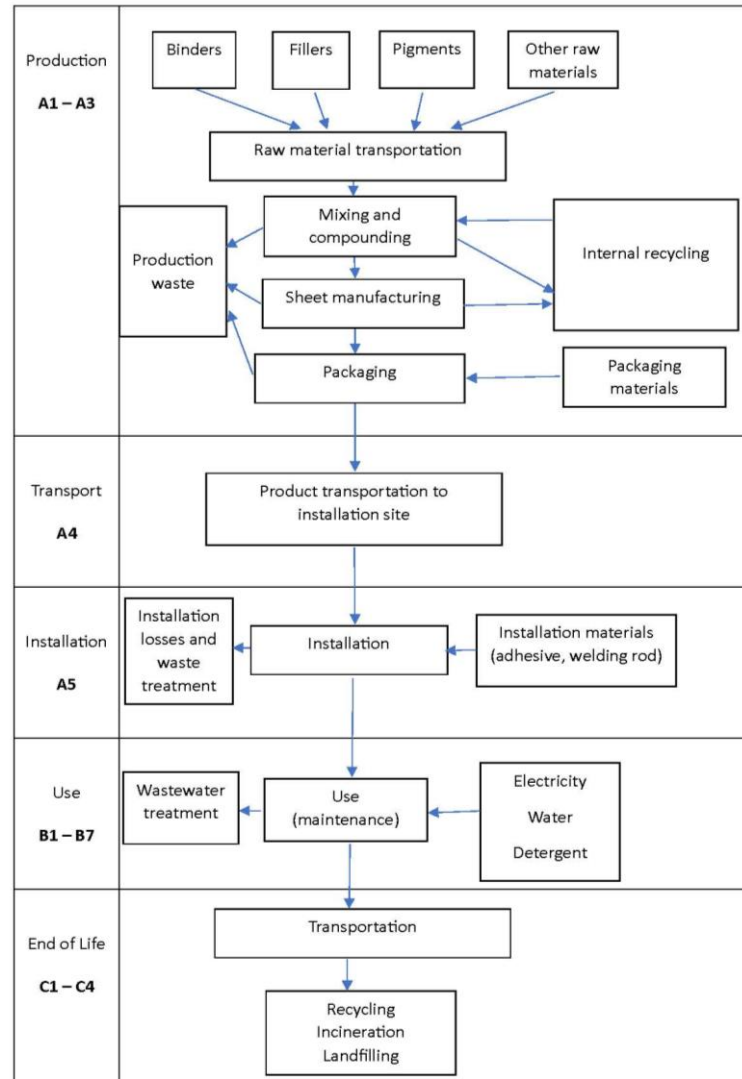 Production
A1 – A3
Binders
Fillers
Pigments
Other raw
materials
Raw material transportation
Mixing and
compounding
Internal recycling
Production
waste
Sheet manufacturing
Packaging
Packaging
materials
Transport
A4
Product transportation to
installation site
Installation
A5
Installation
losses and
waste
treatment
Installation
Installation materials
(adhesive, welding rod)
Use
B1 – B7
Wastewater
treatment
Use
(maintenance)
Electricity
Water
Detergent
End of Life
C1 – C4
Transportation
Recycling
Incineration
Landfilling